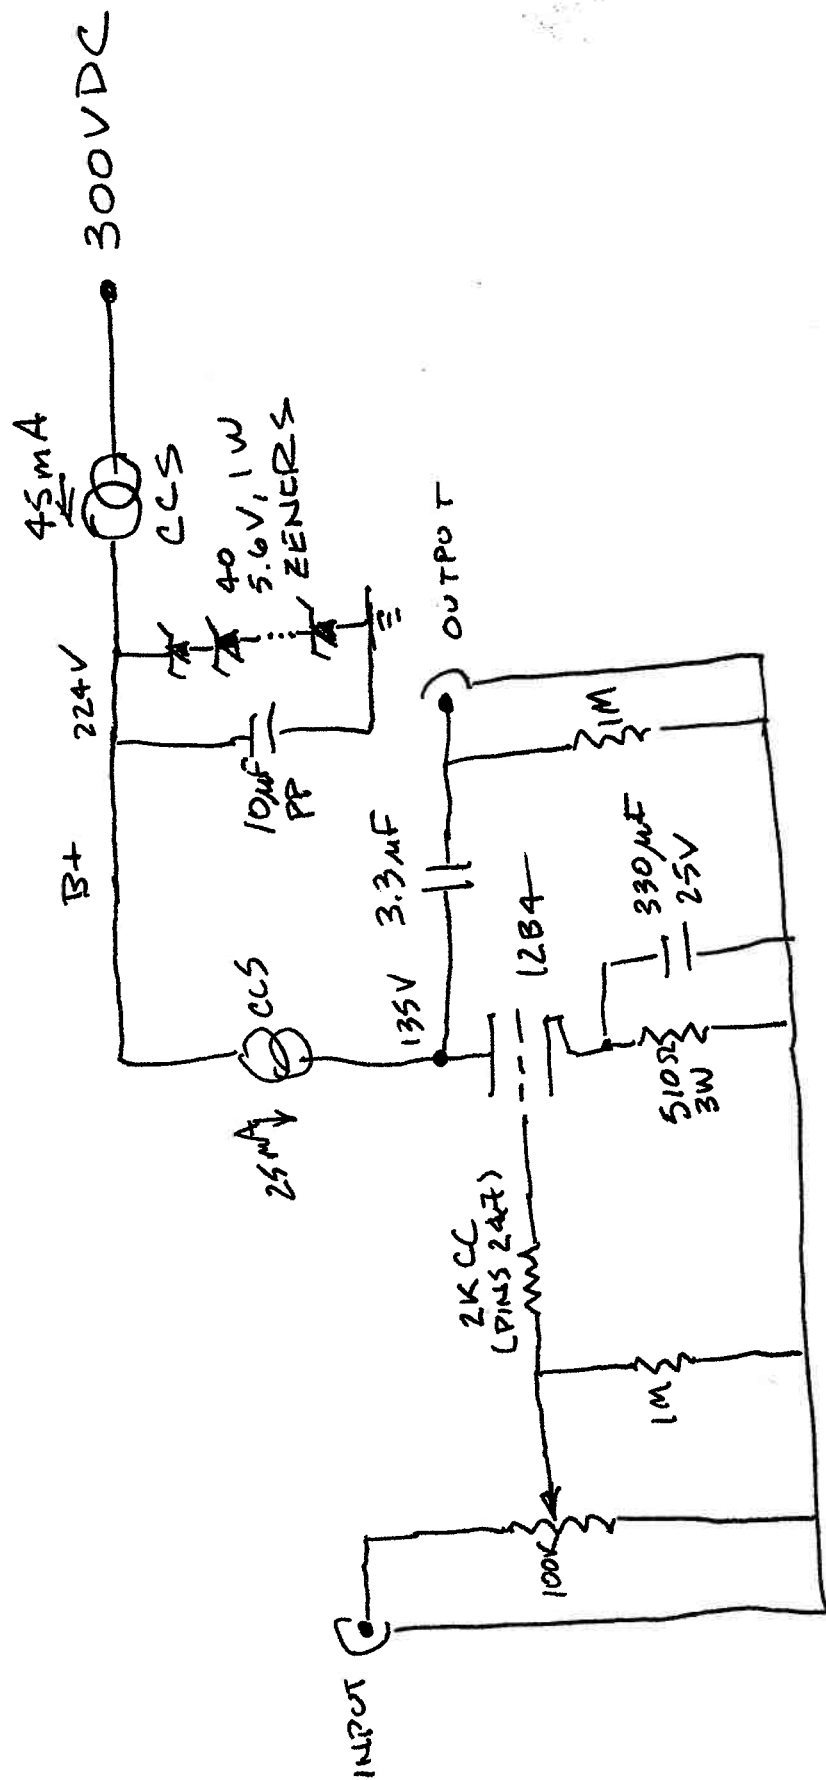 300VDC
45mA
CCS
40
5.6V, 1W
ZENERS
224V
B+
10µF
PP
OUTPUT
1M
3.3µF
CCS
25mA
135V
12B4
330µF
25V
510Ω
3W
2K CC
(PINS 2&7)
1M
100K
INPUT